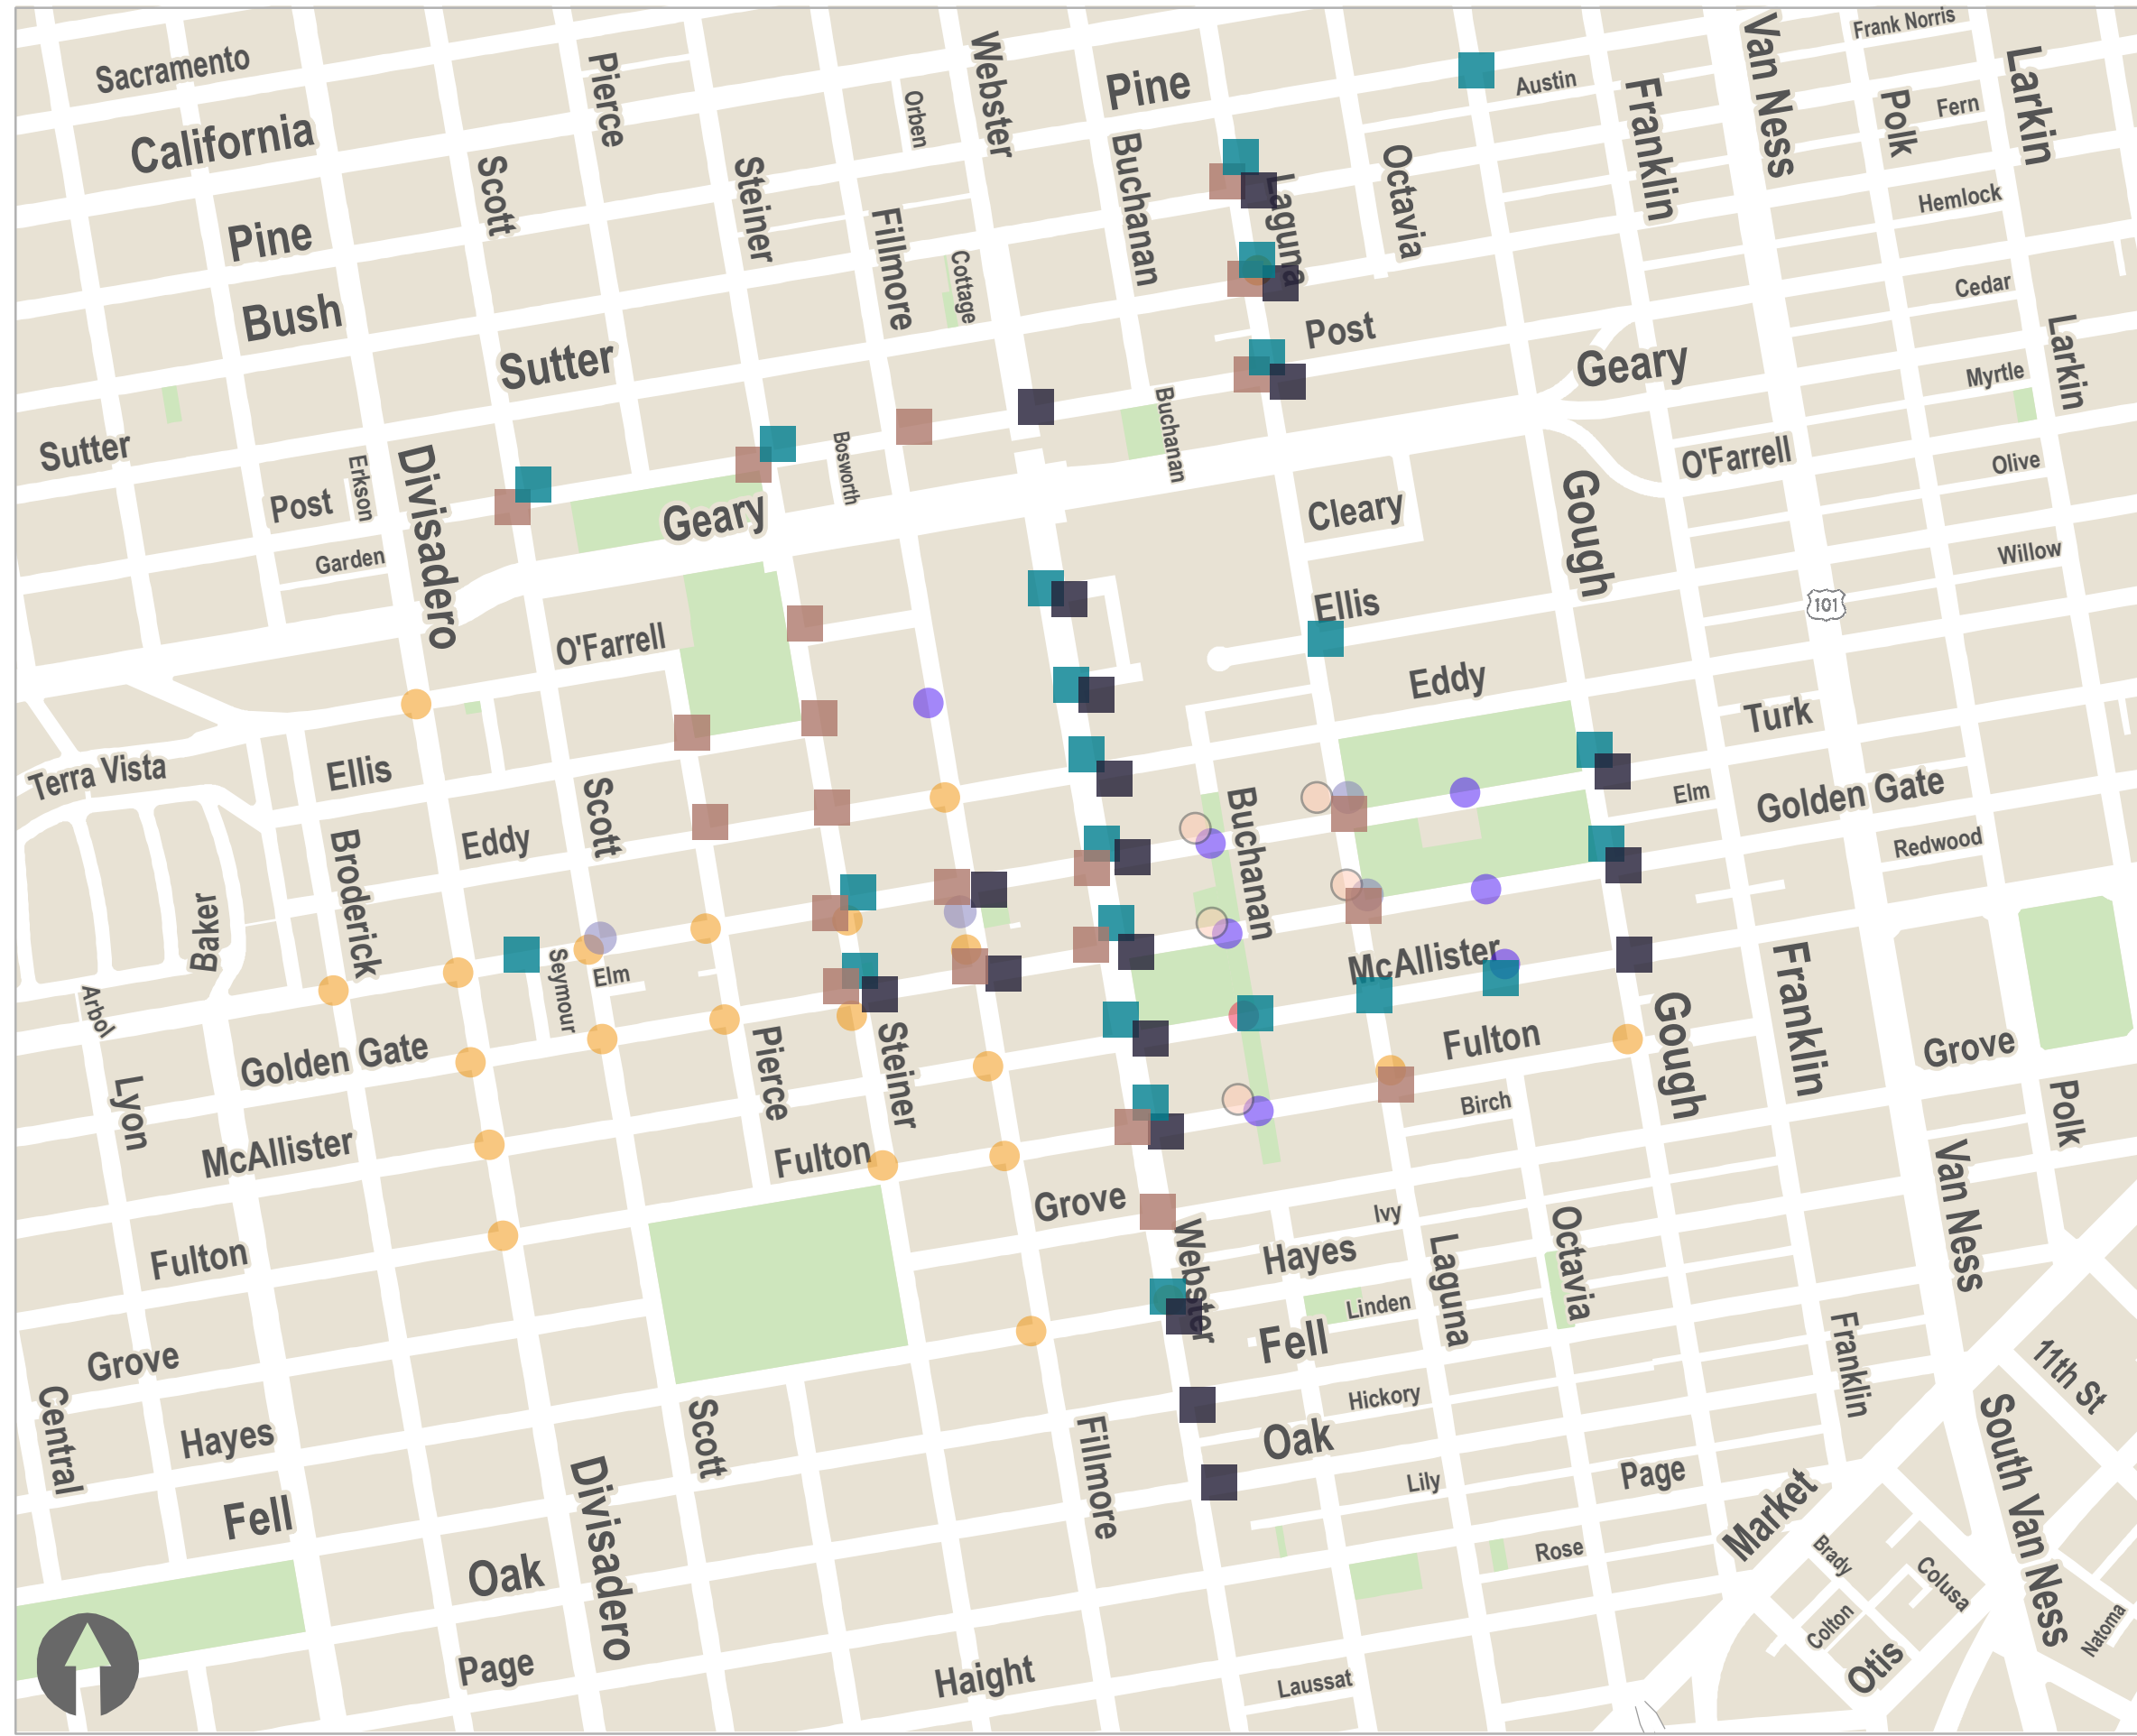 Frank Norris
Sacramento
Pierce
Webster
Pine
Van Ness
Larkin
Austin
Franklin
Polk
Fern
California
Orben
Scott
Steiner
Buchanan
Laguna
Octavia
Hemlock
Pine
Fillmore
Cottage
Bush
Cedar
Post
Sutter
Geary
Larkin
Myrtle
Sutter
Divisadero
Erkson
Post
Bosworth
Buchanan
O'Farrell
Olive
Geary
Cleary
Gough
Garden
Willow
Ellis
101
O'Farrell
Eddy
Turk
Terra Vista
Ellis
Scott
Buchanan
Elm
Golden Gate
Broderick
Eddy
Redwood
Baker
McAllister
Franklin
Seymour
Elm
Arbol
Golden Gate
Pierce
Steiner
Fulton
Gough
Grove
Lyon
Birch
Polk
McAllister
Fulton
Grove
Ivy
Webster
Hayes
Laguna
Octavia
Van Ness
Fulton
Linden
Fell
Franklin
Grove
11th St
Central
Hayes
Scott
Fillmore
Hickory
Oak
South Van Ness
Divisadero
Lily
Page
Market
Fell
Oak
Rose
Brady
Colusa
Colton
Natoma
Page
Haight
Laussat
Otis